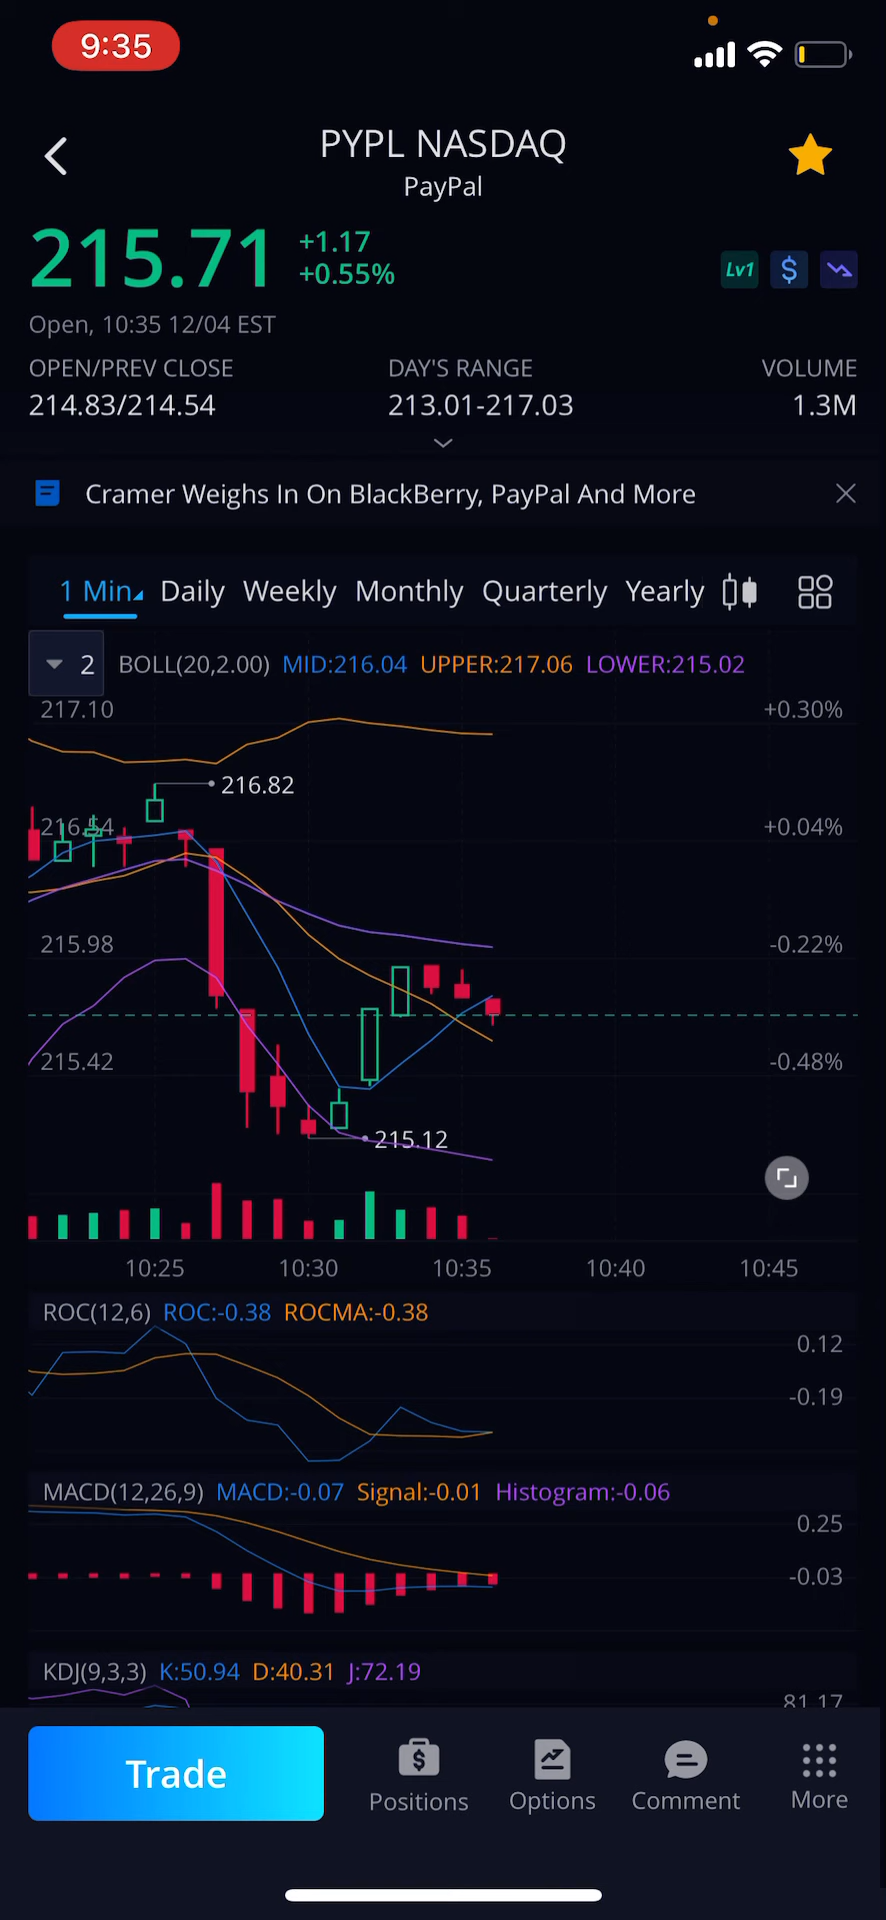 9:35
PYPL NASDAQ
PayPal
215.71
+1.17
+0.55%
Lv1
Open, 10:35 12/04 EST
OPEN/PREV CLOSE DAY'S RANGE VOLUME
214.83/214.54 213.01-217.03 1.3M
Cramer Weighs In On BlackBerry, PayPal And More
1 Min Daily Weekly Monthly Quarterly Yearly
2 BOLL(20,2.00) MID:216.04 UPPER:217.06 LOWER:215.02
217.10 +0.30%
216.82
216.54 +0.04%
215.98 -0.22%
215.42 -0.48%
215.12
10:25 10:30 10:35 10:40 10:45
ROC(12,6) ROC:-0.38 ROCMA:-0.38
0.12
-0.19
MACD(12,26,9) MACD:-0.07 Signal:-0.01 Histogram:-0.06
0.25
-0.03
KDJ(9,3,3) K:50.94 D:40.31 J:72.19
81.17
Trade Positions Options Comment More